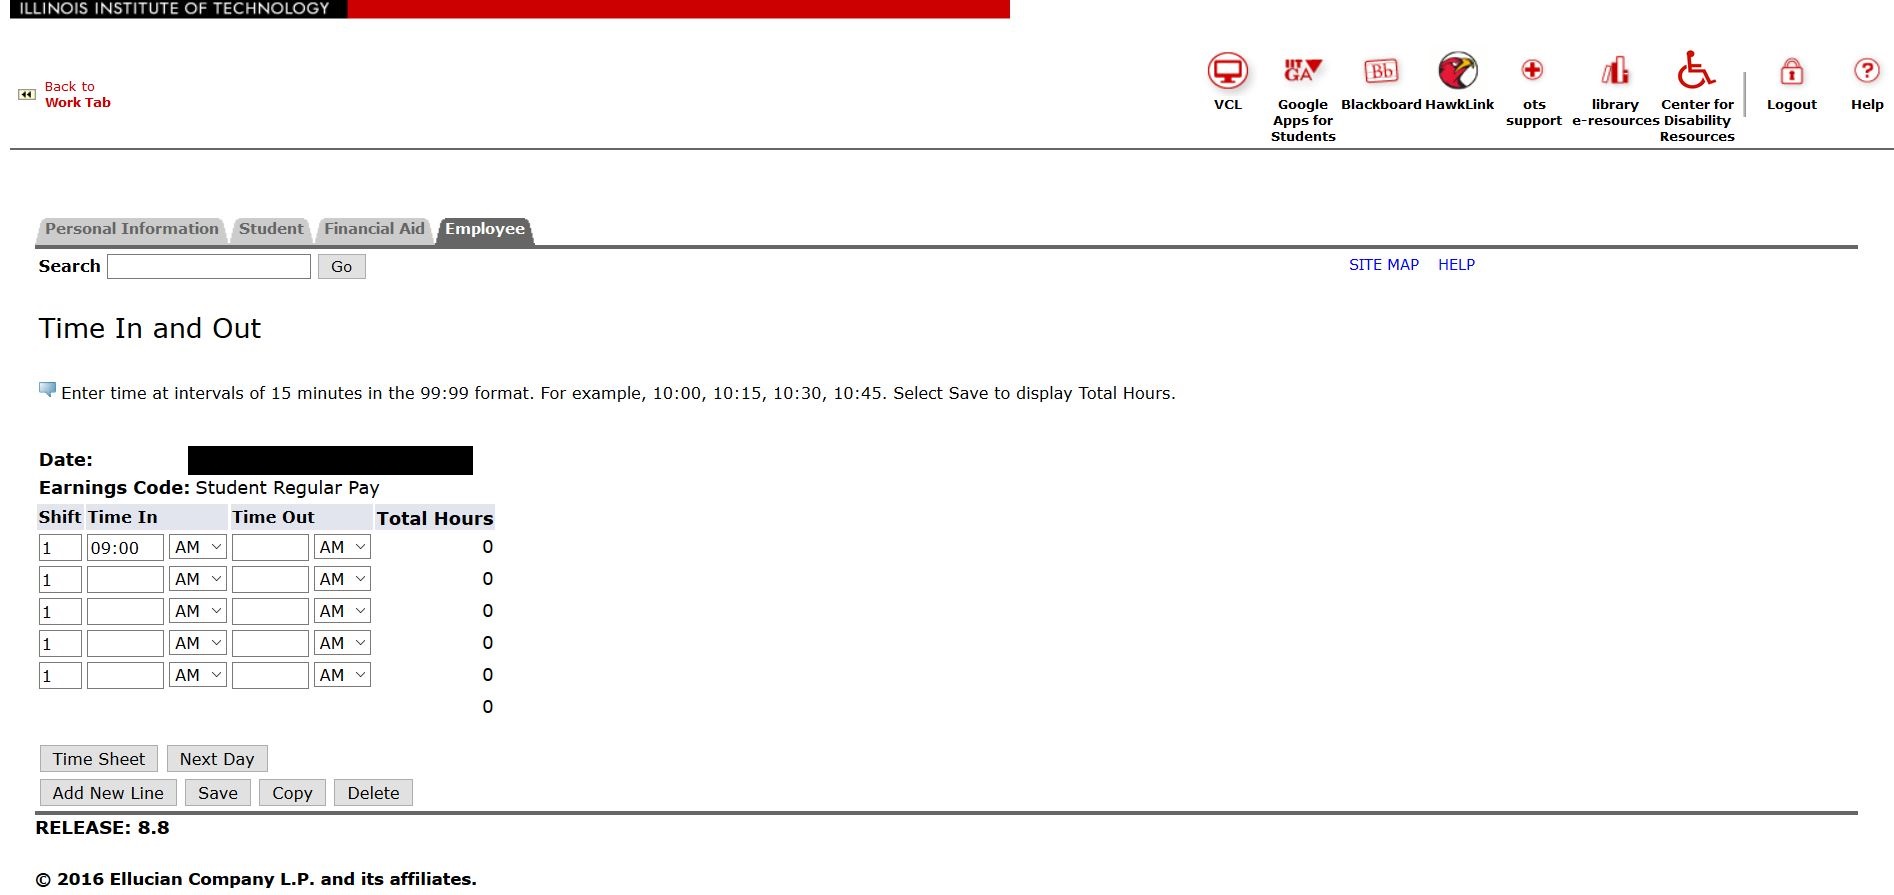 ILLINOIS INSTITUTE OF TECHNOLOGY
Back to
Work Tab
VCL
Google
Apps for
Students
Bb
Blackboard
HawkLink
ots
support
library
e-resources
Center for
Disability
Resources
Logout
?
Help
IIT
GA
Personal Information
Student
Financial Aid
Employee
Search
Go
SITE MAP
HELP
Time In and Out
Enter time at intervals of 15 minutes in the 99:99 format. For example, 10:00, 10:15, 10:30, 10:45. Select Save to display Total Hours.
Date:
Earnings Code: Student Regular Pay
Shift Time In Time Out Total Hours
1 09:00 AM AM 0
1 AM AM 0
1 AM AM 0
1 AM AM 0
1 AM AM 0
0
Time Sheet Next Day
Add New Line Save Copy Delete
RELEASE: 8.8
© 2016 Ellucian Company L.P. and its affiliates.